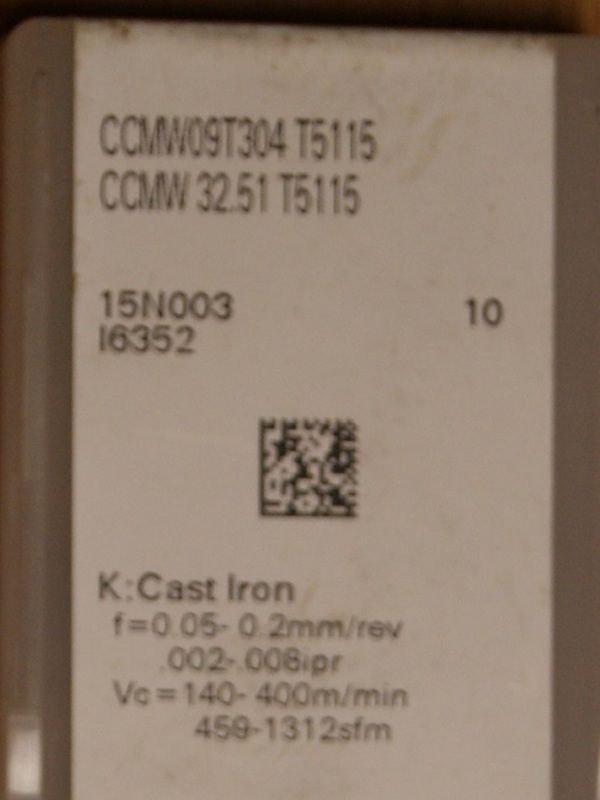 CCMW09T304 T5115
CCMW 32.51 T5115
15N003 10
I6352
K:Cast Iron
f=0.05- 0.2mm/rev
.002-.008ipr
Vc=140- 400m/min
459-1312sfm